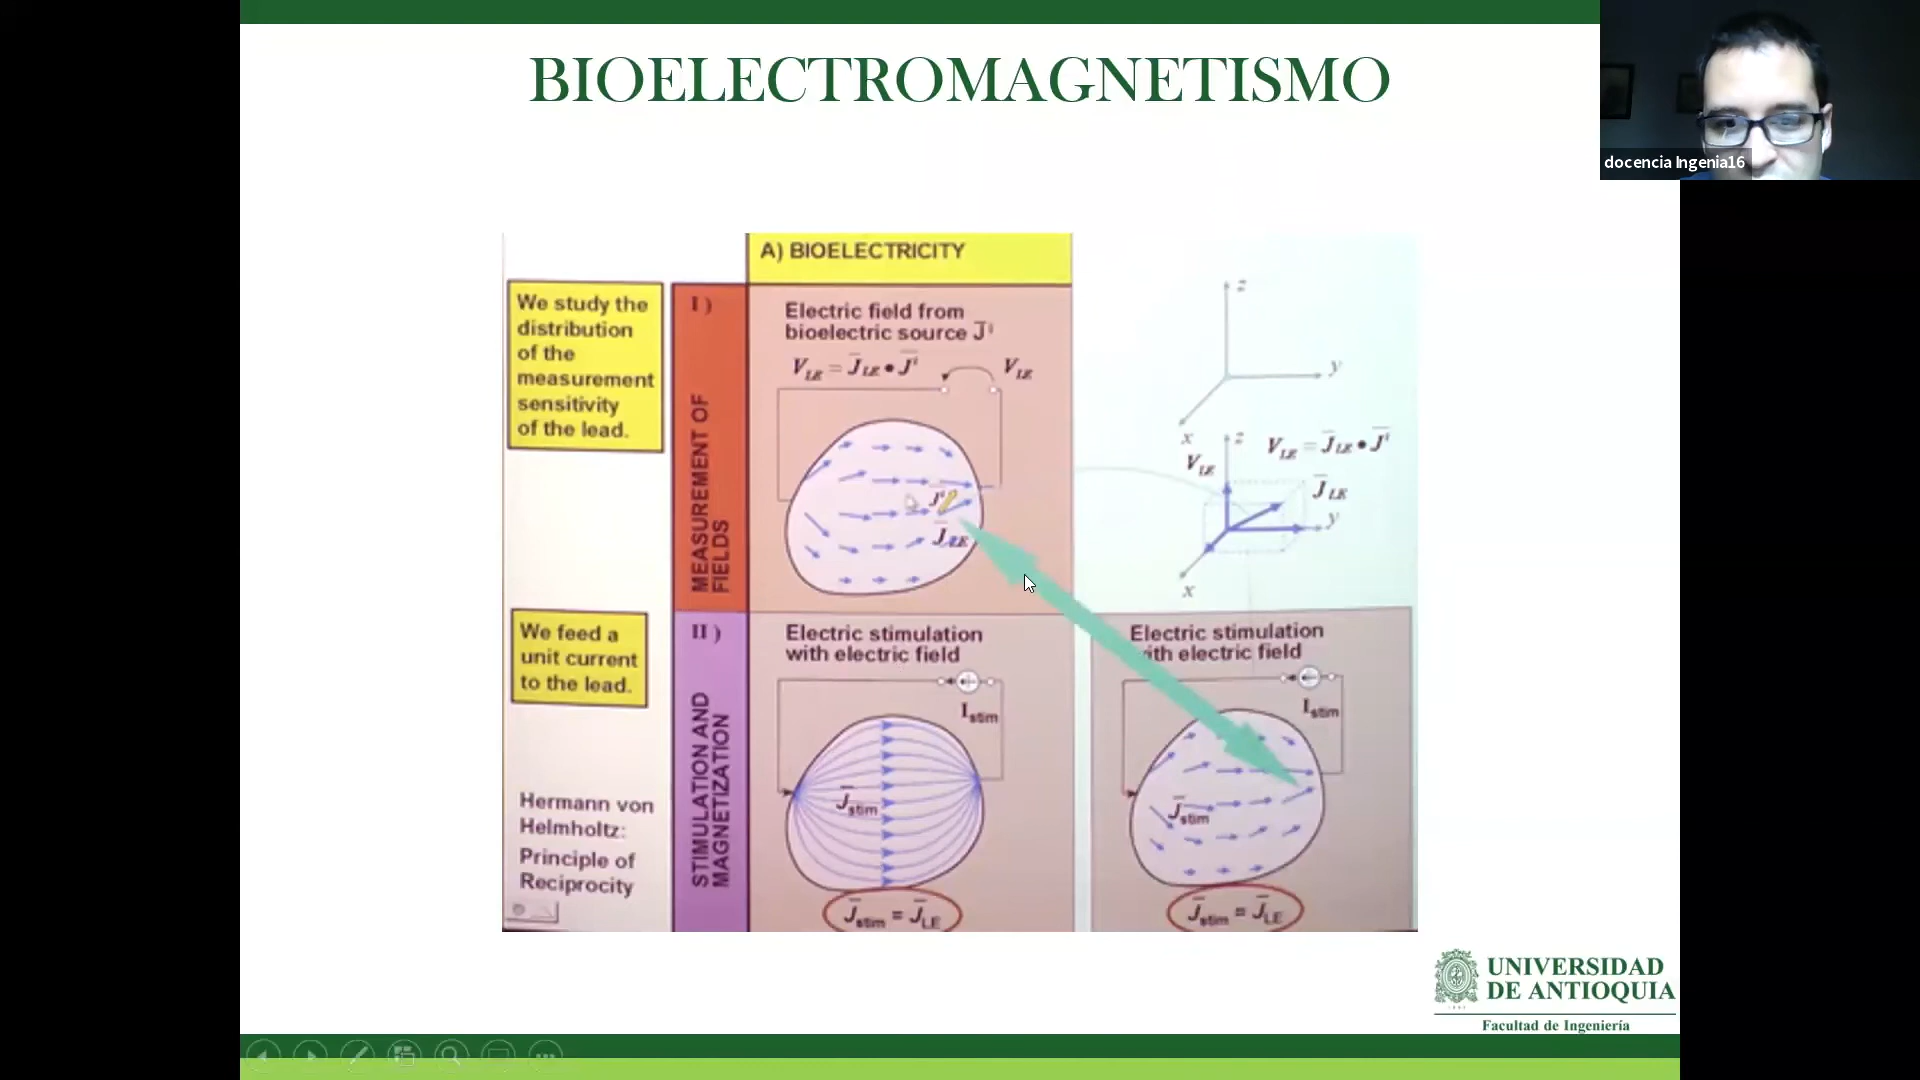 BIOELECTROMAGNETISMO
docencia Ingenia16
A) BIOELECTRICITY
We study the
distribution
of the
measurement
sensitivity
of the lead.
I )
MEASUREMENT OF
FIELDS
Electric field from
bioelectric source J̅ⁱ
V_LE = J̅_LE • J̅ⁱ
V_LE
J̅ⁱ
J̅_LE
z
y
x
z
V_LE = J̅_LE • J̅ⁱ
V_LE
J̅_LE
y
x
We feed a
unit current
to the lead.
Hermann von
Helmholtz:
Principle of
Reciprocity
II )
STIMULATION AND
MAGNETIZATION
Electric stimulation
with electric field
I_stim
J̅_stim
J̅_stim = J̅_LE
Electric stimulation
with electric field
I_stim
J̅_stim
J̅_stim = J̅_LE
UNIVERSIDAD
DE ANTIOQUIA
Facultad de Ingeniería